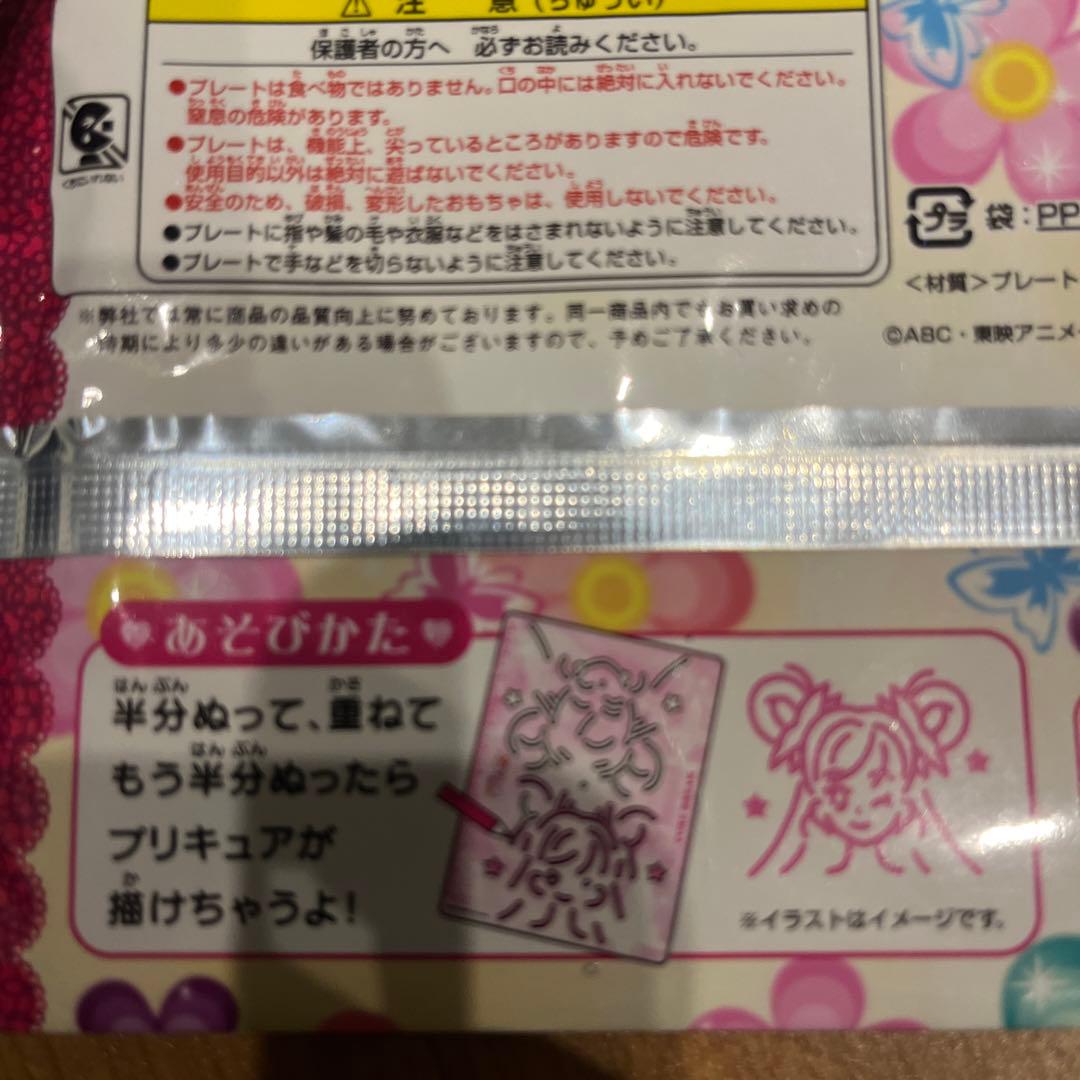 注意(ちゅうい)
保護者の方へ 必ずお読みください。
●プレートは食べ物ではありません。口の中には絶対に入れないでください。
窒息の危険があります。
●プレートは、機能上、尖っているところがありますので危険です。
使用目的以外は絶対に遊ばないでください。
●安全のため、破損、変形したおもちゃは、使用しないでください。
●プレートに指や髪の毛や衣服などをはさまれないように注意してください。
●プレートで手などを切らないように注意してください。
くちにいれない
プラ 袋:PP
<材質>プレート
※弊社では常に商品の品質向上に努めております。同一商品内でもお買い求めの
時期により多少の違いがある場合がございますので、予めご了承ください。
©ABC・東映アニメ
あそびかた
半分ぬって、重ねて
もう半分ぬったら
プリキュアが
描けちゃうよ!
※イラストはイメージです。